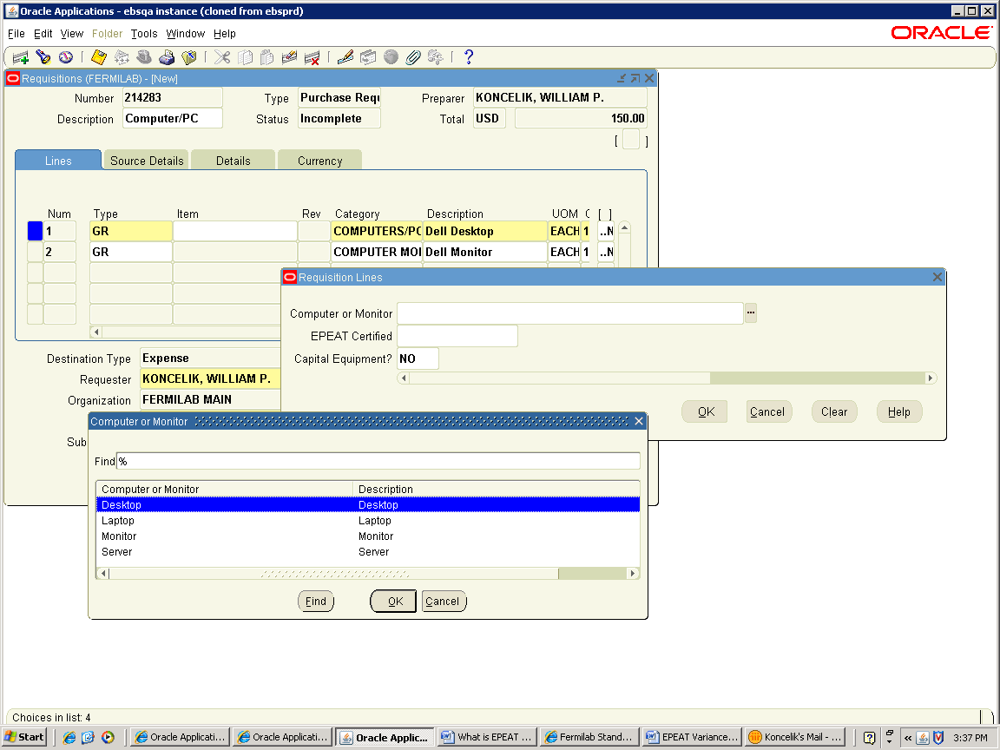 Oracle Applications - ebsqa instance (cloned from ebsprd)
File Edit View Folder Tools Window Help
ORACLE
Requisitions (FERMILAB) - [New]
Number 214283 Type Purchase Requ Preparer KONCELIK, WILLIAM P.
Description Computer/PC Status Incomplete Total USD 150.00
[ ]
Lines Source Details Details Currency
Num Type Item Rev Category Description UOM [ ]
1 GR COMPUTERS/PC Dell Desktop EACH 1 ..N
2 GR COMPUTER MOI Dell Monitor EACH 1 ..N
Requisition Lines
Computer or Monitor
EPEAT Certified
Capital Equipment? NO
OK Cancel Clear Help
Destination Type Expense
Requester KONCELIK, WILLIAM P.
Organization FERMILAB MAIN
Sub
Computer or Monitor
Find %
Computer or Monitor Description
Desktop Desktop
Laptop Laptop
Monitor Monitor
Server Server
Find OK Cancel
Choices in list: 4
Start Oracle Applicati... Oracle Applicati... Oracle Applic... What is EPEAT ... Fermilab Stand... EPEAT Variance... Koncelik's Mail - ... « 3:37 PM